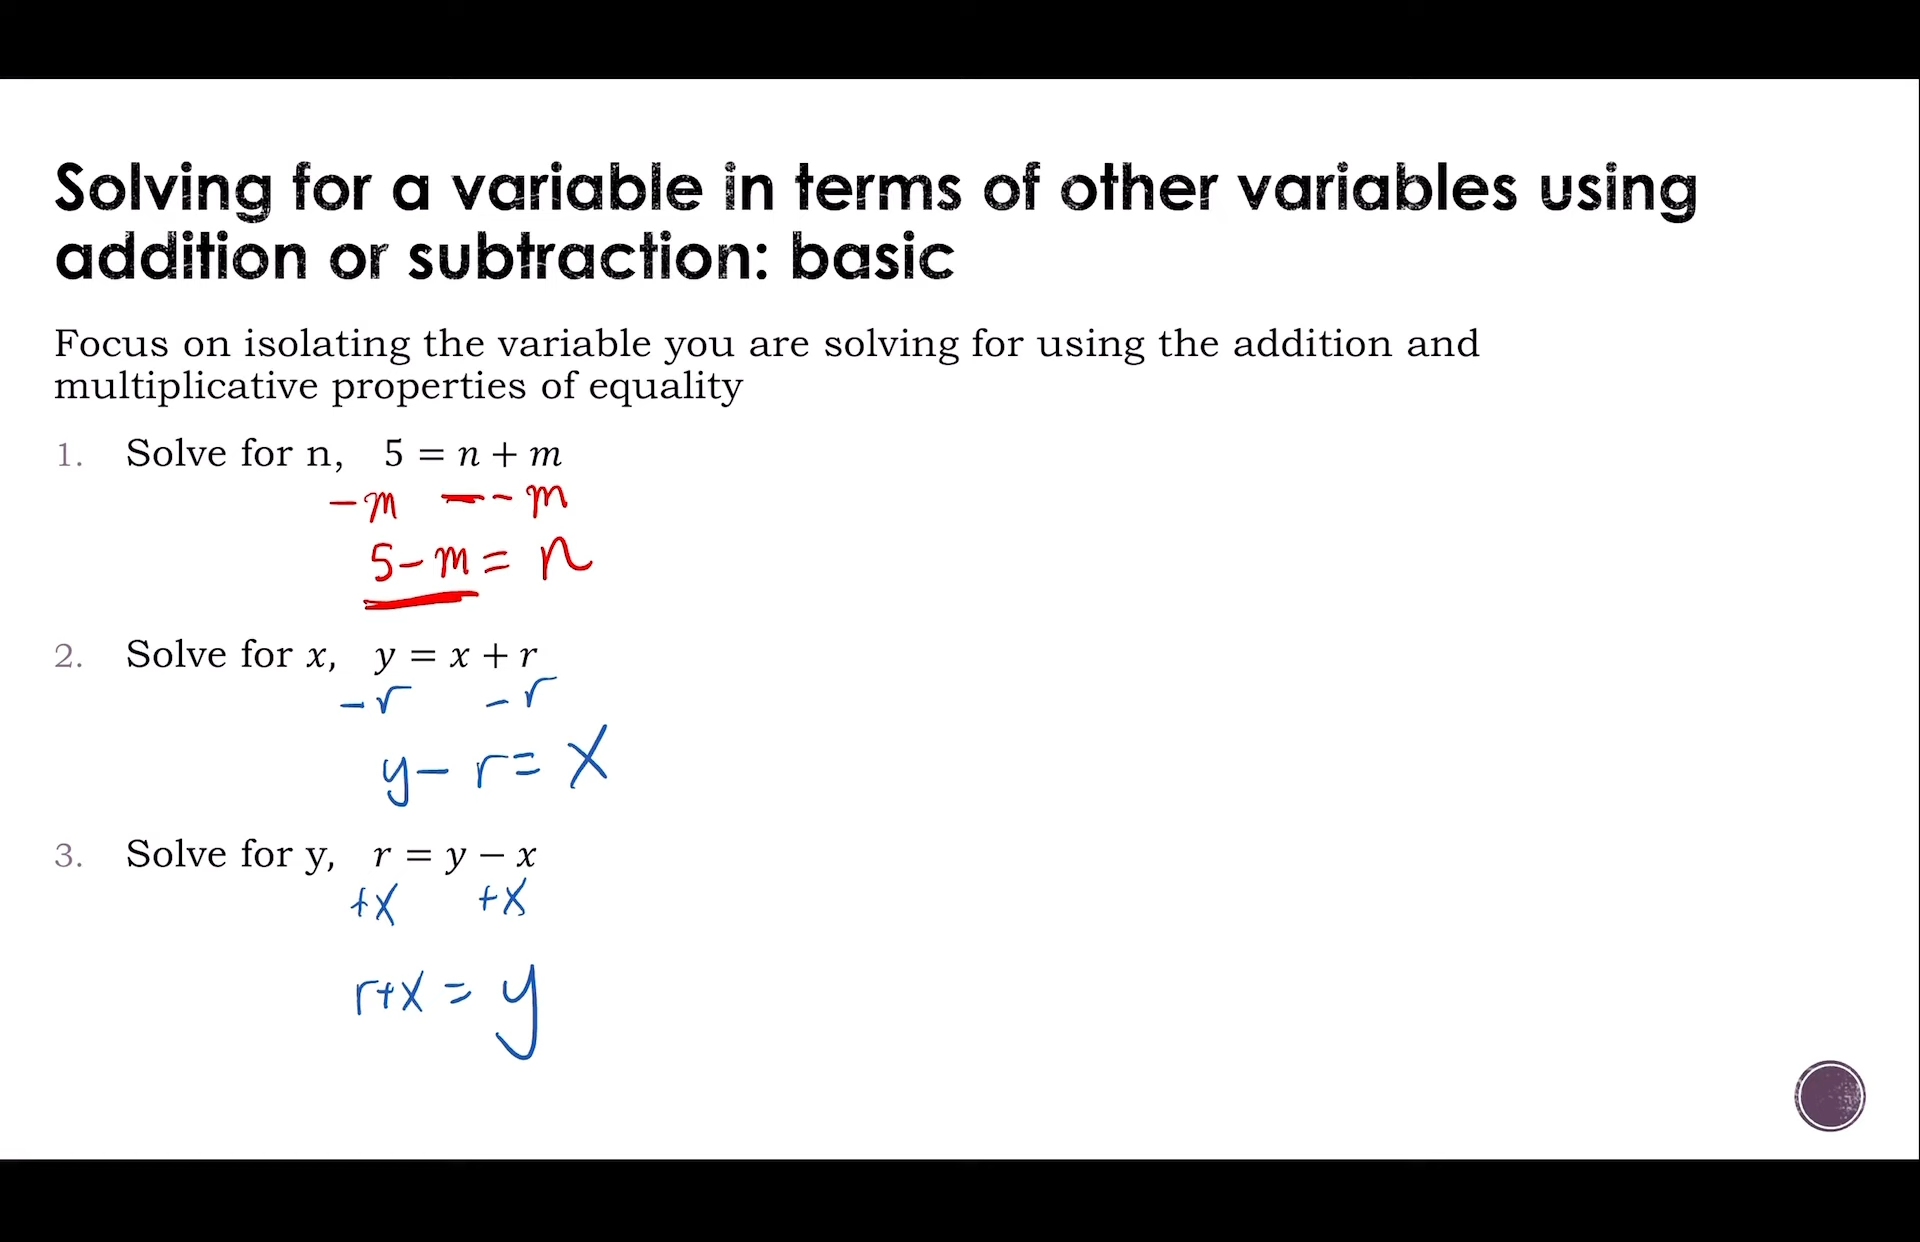 Solving for a variable in terms of other variables using
addition or subtraction: basic
Focus on isolating the variable you are solving for using the addition and
multiplicative properties of equality
1. Solve for n, 5 = n + m
-m - - m
5 - m = n
2. Solve for x, y = x + r
-r -r
y - r = x
3. Solve for y, r = y − x
+x +x
r+x = y